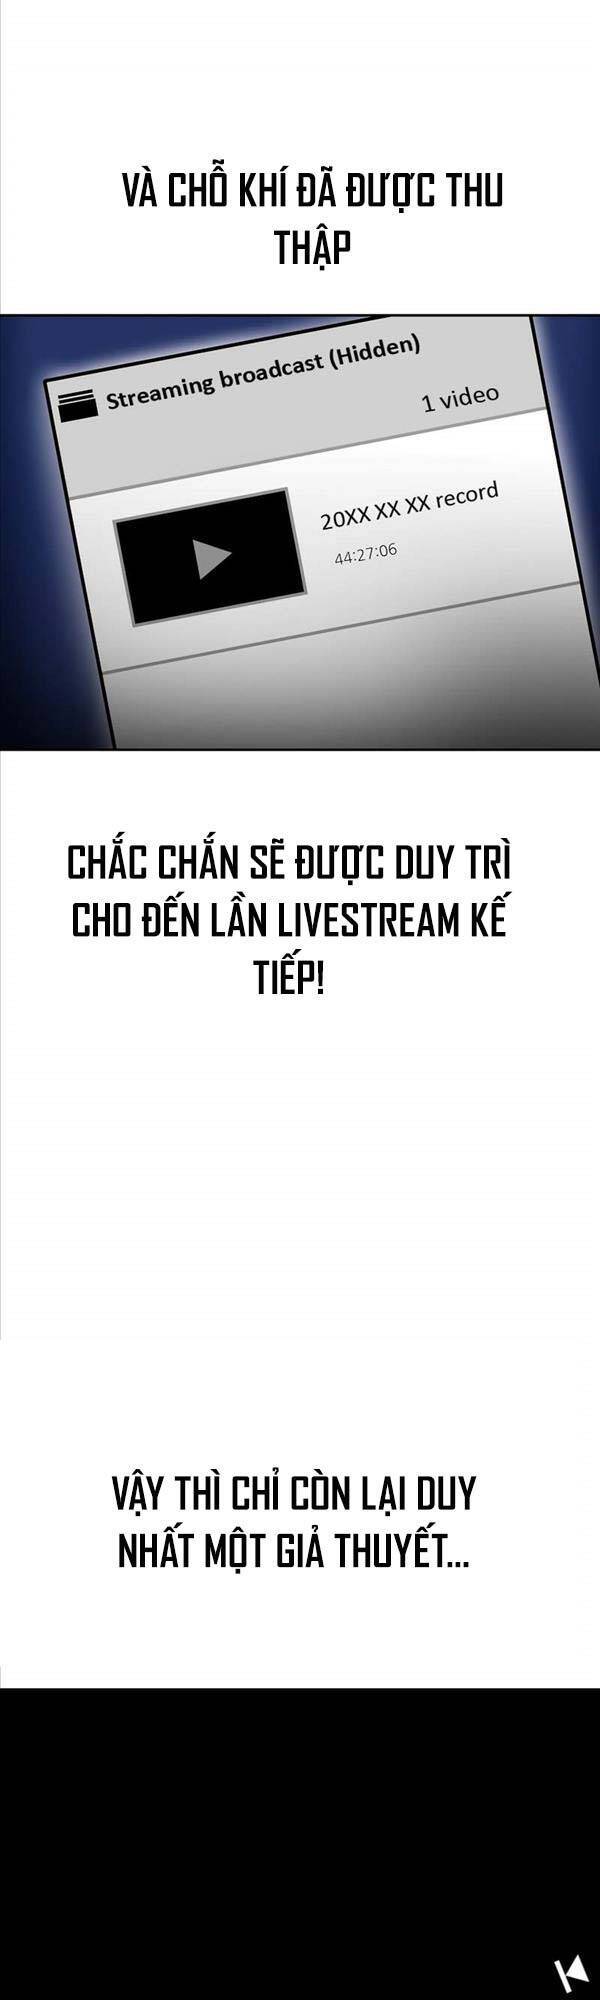 VÀ CHỖ KHÍ ĐÃ ĐƯỢC THU
THẬP
Streaming broadcast (Hidden)
1 video
20XX XX XX record
44:27:06
CHẮC CHẮN SẼ ĐƯỢC DUY TRÌ
CHO ĐẾN LẦN LIVESTREAM KẾ
TIẾP!
VẬY THÌ CHỈ CÒN LẠI DUY
NHẤT MỘT GIẢ THUYẾT...